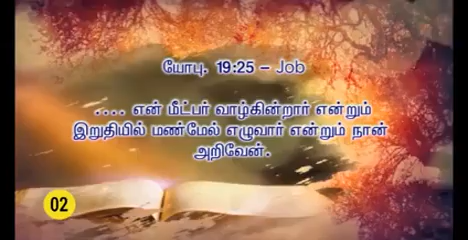 யோபு. 19:25 – Job
.... என் மீட்பர் வாழ்கின்றார் என்றும்
இறுதியில் மண்மேல் எழுவார் என்றும் நான்
அறிவேன்.
02